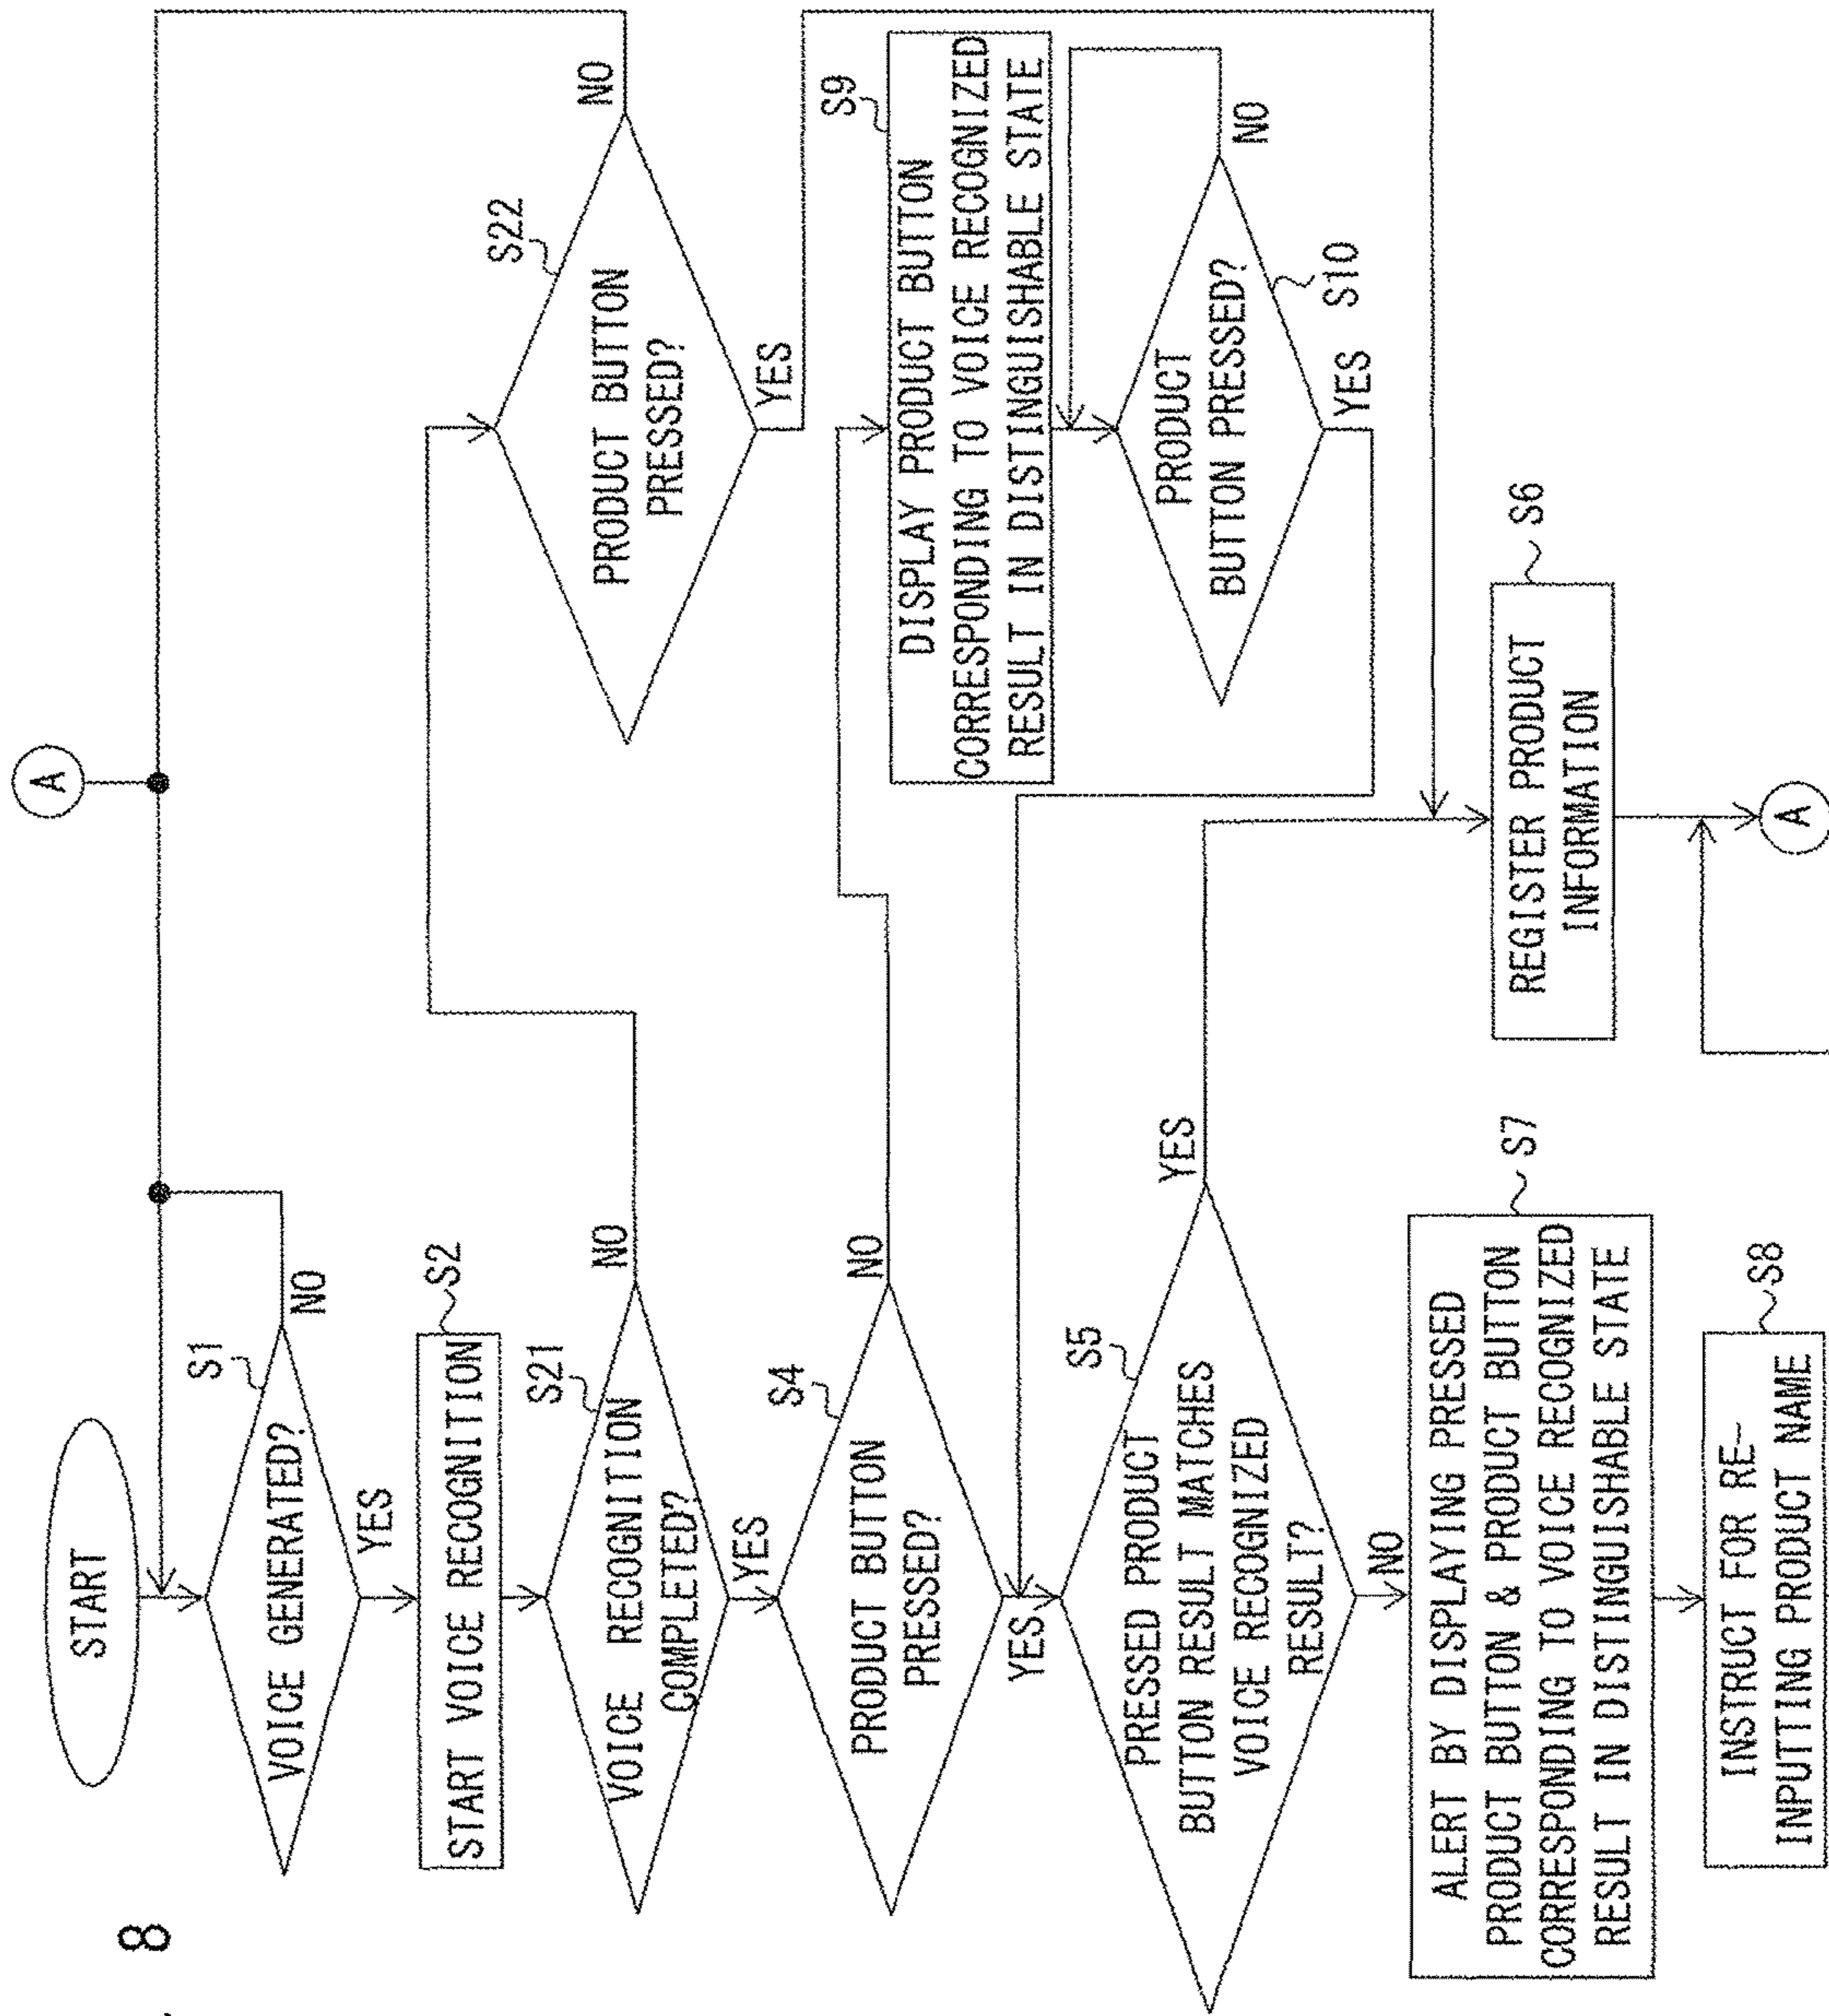 8
START
A
VOICE GENERATED?
S1
NO
YES
START VOICE RECOGNITION
S2
VOICE RECOGNITION
COMPLETED?
S21
NO
YES
PRODUCT BUTTON
PRESSED?
S22
NO
YES
PRODUCT BUTTON
PRESSED?
S4
NO
YES
DISPLAY PRODUCT BUTTON
CORRESPONDING TO VOICE RECOGNIZED
RESULT IN DISTINGUISHABLE STATE
S9
PRODUCT
BUTTON PRESSED?
S10
NO
YES
PRESSED PRODUCT
BUTTON RESULT MATCHES
VOICE RECOGNIZED
RESULT?
S5
YES
NO
ALERT BY DISPLAYING PRESSED
PRODUCT BUTTON & PRODUCT BUTTON
CORRESPONDING TO VOICE RECOGNIZED
RESULT IN DISTINGUISHABLE STATE
S7
REGISTER PRODUCT
INFORMATION
S6
INSTRUCT FOR RE-
INPUTTING PRODUCT NAME
S8
A